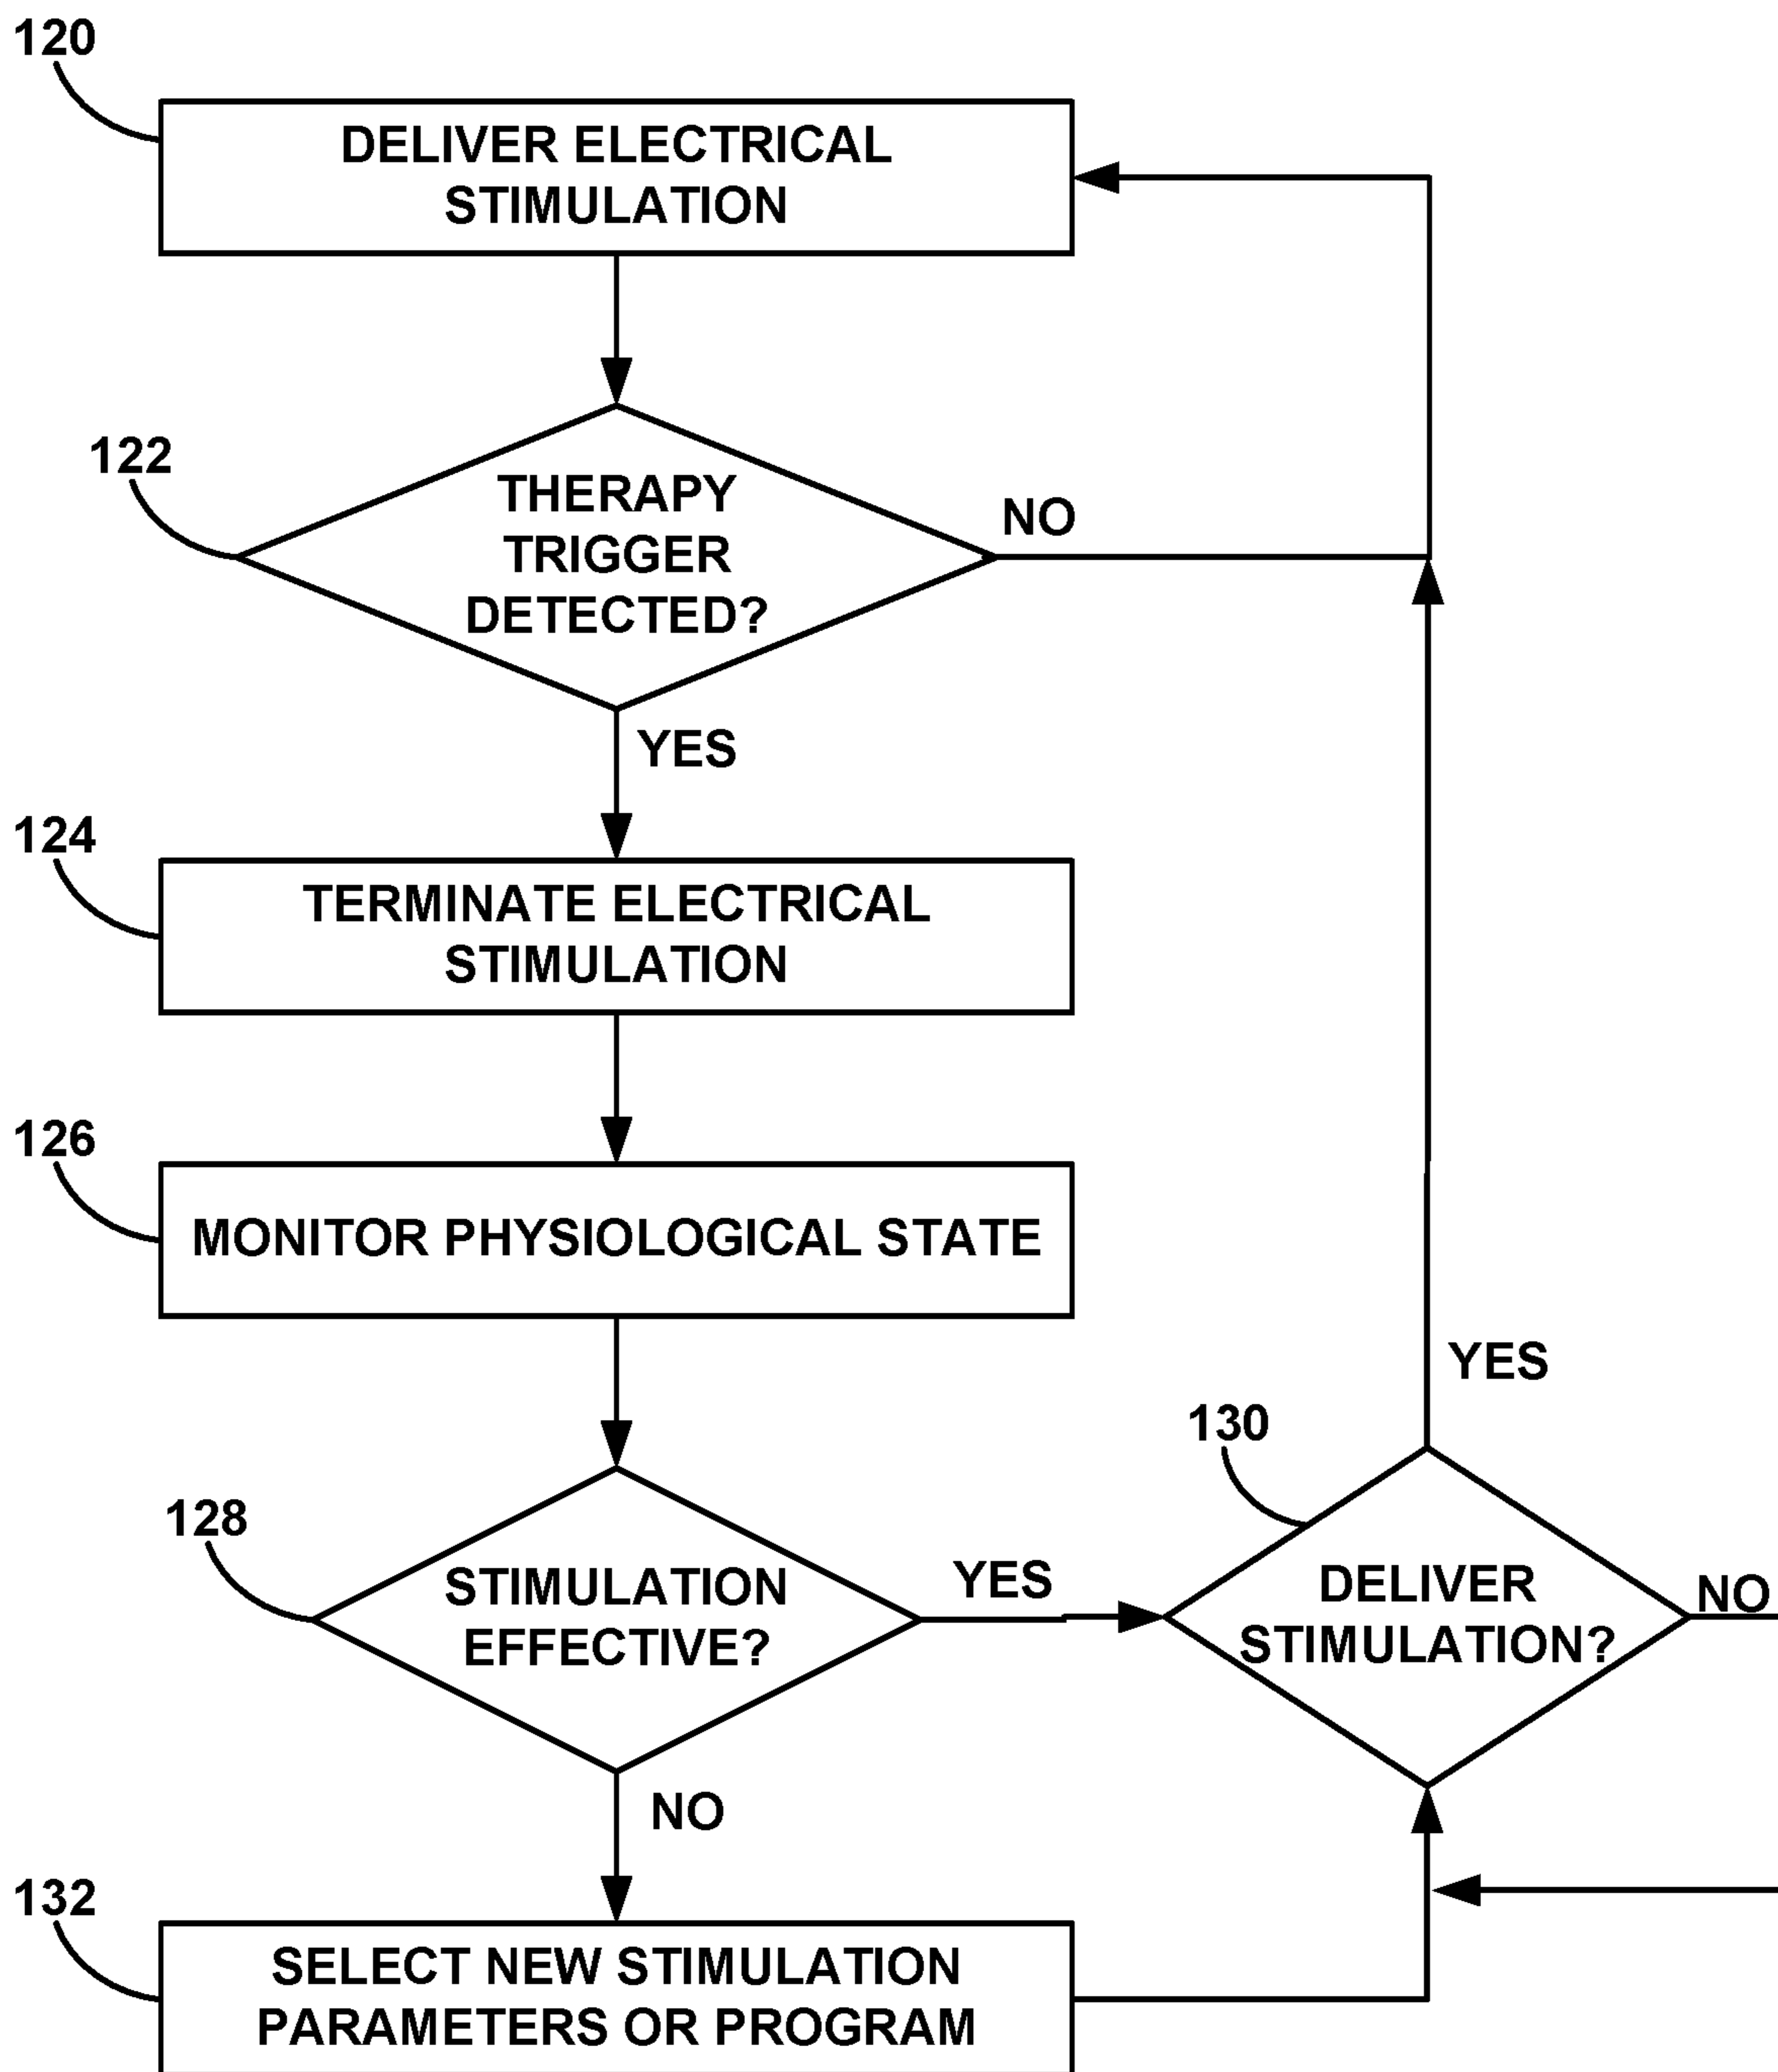 120
DELIVER ELECTRICAL
STIMULATION
122
THERAPY
TRIGGER
DETECTED?
NO
YES
124
TERMINATE ELECTRICAL
STIMULATION
126
MONITOR PHYSIOLOGICAL STATE
YES
130
128
STIMULATION
EFFECTIVE?
YES
DELIVER
STIMULATION?
NO
NO
132
SELECT NEW STIMULATION
PARAMETERS OR PROGRAM